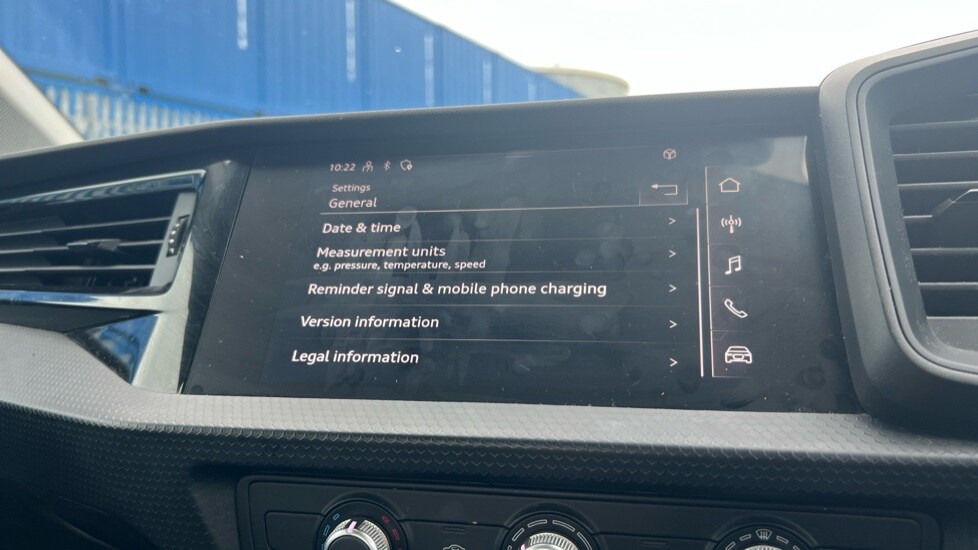 10:22
Settings
General
Date & time
Measurement units
e.g. pressure, temperature, speed
Reminder signal & mobile phone charging
Version information
Legal information